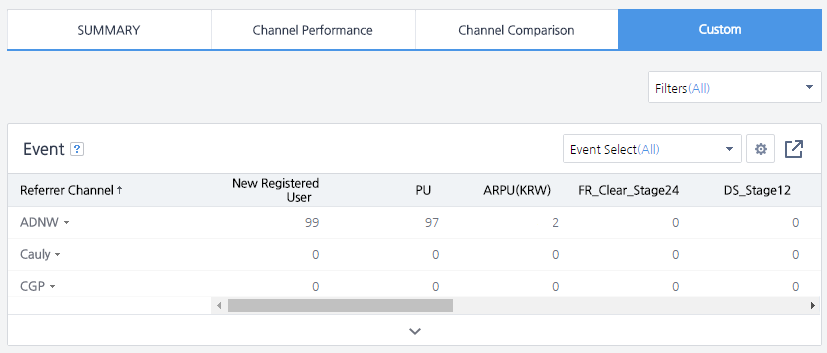 SUMMARY Channel Performance Channel Comparison Custom
Filters(All)
Event ? Event Select(All)
Referrer Channel↑ New Registered User PU ARPU(KRW) FR_Clear_Stage24 DS_Stage12
ADNW 99 97 2 0 0
Cauly 0 0 0 0 0
CGP 0 0 0 0 0